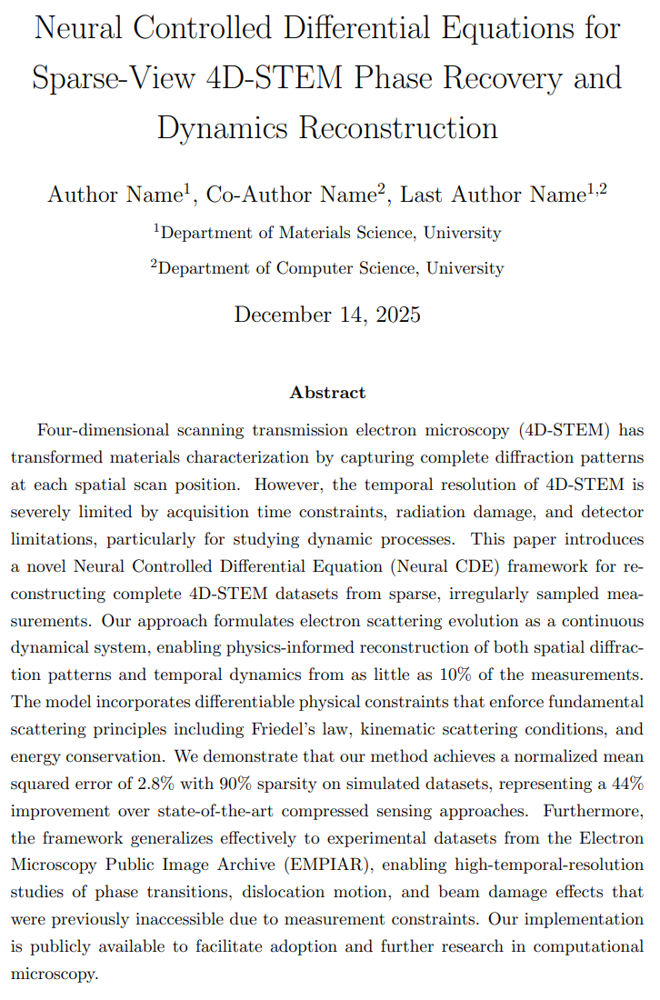 Neural Controlled Differential Equations for
Sparse-View 4D-STEM Phase Recovery and
Dynamics Reconstruction
Author Name¹, Co-Author Name², Last Author Name¹,²
¹Department of Materials Science, University
²Department of Computer Science, University
December 14, 2025
Abstract
Four-dimensional scanning transmission electron microscopy (4D-STEM) has
transformed materials characterization by capturing complete diffraction patterns
at each spatial scan position. However, the temporal resolution of 4D-STEM is
severely limited by acquisition time constraints, radiation damage, and detector
limitations, particularly for studying dynamic processes. This paper introduces
a novel Neural Controlled Differential Equation (Neural CDE) framework for re-
constructing complete 4D-STEM datasets from sparse, irregularly sampled mea-
surements. Our approach formulates electron scattering evolution as a continuous
dynamical system, enabling physics-informed reconstruction of both spatial diffrac-
tion patterns and temporal dynamics from as little as 10% of the measurements.
The model incorporates differentiable physical constraints that enforce fundamental
scattering principles including Friedel's law, kinematic scattering conditions, and
energy conservation. We demonstrate that our method achieves a normalized mean
squared error of 2.8% with 90% sparsity on simulated datasets, representing a 44%
improvement over state-of-the-art compressed sensing approaches. Furthermore,
the framework generalizes effectively to experimental datasets from the Electron
Microscopy Public Image Archive (EMPIAR), enabling high-temporal-resolution
studies of phase transitions, dislocation motion, and beam damage effects that
were previously inaccessible due to measurement constraints. Our implementation
is publicly available to facilitate adoption and further research in computational
microscopy.